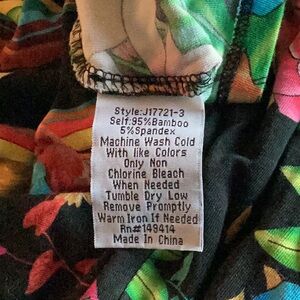 Style:J17721-3
Self:95%Bamboo
5%Spandex
Machine Wash Cold
With like Colors
Only Non
Chlorine Bleach
When Needed
Tumble Dry Low
Remove Promptly
Warm Iron If Needed
Rn#149414
Made In China